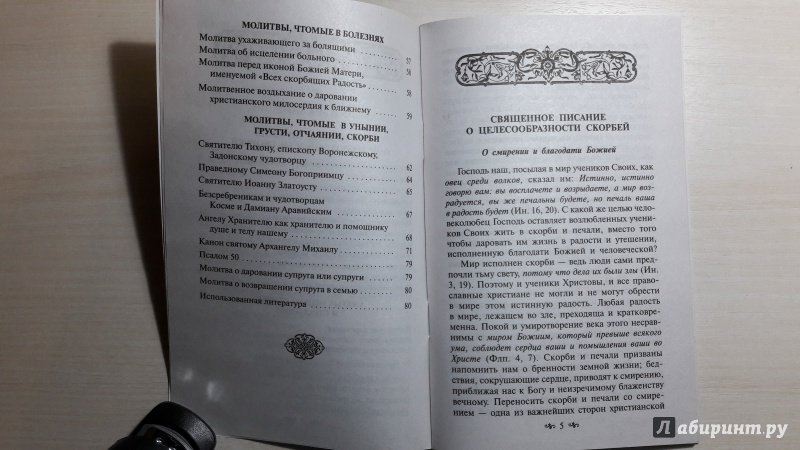 МОЛИТВЫ, ЧТОМЫЕ В БОЛЕЗНЯХ
Молитва ухаживающего за болящими 57
Молитва об исцелении больного 58
Молитва перед иконой Божией Матери,
именуемой «Всех скорбящих Радость» 58
Молитвенное воздыхание о даровании
христианского милосердия к ближнему 59
МОЛИТВЫ, ЧТОМЫЕ В УНЫНИИ,
ГРУСТИ, ОТЧАЯНИИ, СКОРБИ
Святителю Тихону, епископу Воронежскому,
Задонскому чудотворцу 62
Праведному Симеону Богоприимцу 64
Святителю Иоанну Златоусту 65
Безсребреникам и чудотворцам
Косме и Дамиану Аравийским 67
Ангелу Хранителю как хранителю и помощнику
душе и телу нашему 68
Канон святому Архангелу Михаилу 71
Псалом 50 79
Молитва о даровании супруга или супруги 79
Молитва о возвращении супруга в семью 80
Использованная литература 80
СВЯЩЕННОЕ ПИСАНИЕ
О ЦЕЛЕСООБРАЗНОСТИ СКОРБЕЙ
О смирении и благодати Божией
Господь наш, посылая в мир учеников Своих, как
овец среди волков, сказал им: Истинно, истинно
говорю вам: вы восплачете и возрыдаете, а мир воз-
радуется, вы же печальны будете, но печаль ваша
в радость будет (Ин. 16, 20). С какой же целью чело-
веколюбец Господь оставляет возлюбленных учени-
ков Своих жить в скорби и печали, вместо того
чтобы даровать им жизнь в радости и утешении,
исполненную благодати Божией и человеческой?
Мир исполнен скорби — ведь люди сами пред-
почли тьму свету, потому что дела их были злы (Ин.
3, 19). Поэтому и ученики Христовы, и все право-
славные христиане не могли и не могут обрести
в мире этом истинную радость. Любая радость
в мире, лежащем во зле, преходяща и кратковре-
менна. Покой и умиротворение века этого несрав-
нимы с миром Божиим, который превыше всякого
ума, соблюдет сердца ваши и помышления ваши во
Христе (Флп. 4, 7). Скорби и печали призваны
напомнить нам о бренности земной жизни; бед-
ствия, сокрушающие сердце, приводят к смирению,
приближают нас к Богу и неизреченному блаженству
вечному. Переносить скорби и печали со смире-
нием — одна из важнейших сторон христианской
5
Лабиринт.ру